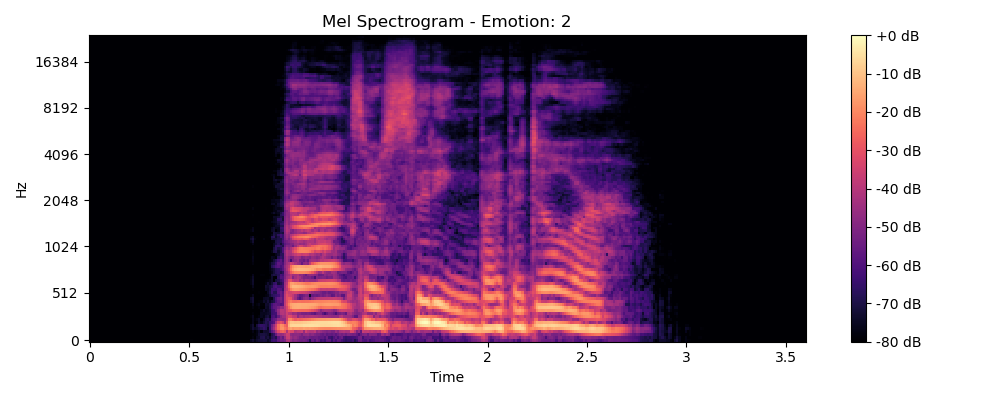 Mel Spectrogram - Emotion: 2
Hz
16384
8192
4096
2048
1024
512
0
0 0.5 1 1.5 2 2.5 3 3.5
Time
+0 dB
-10 dB
-20 dB
-30 dB
-40 dB
-50 dB
-60 dB
-70 dB
-80 dB